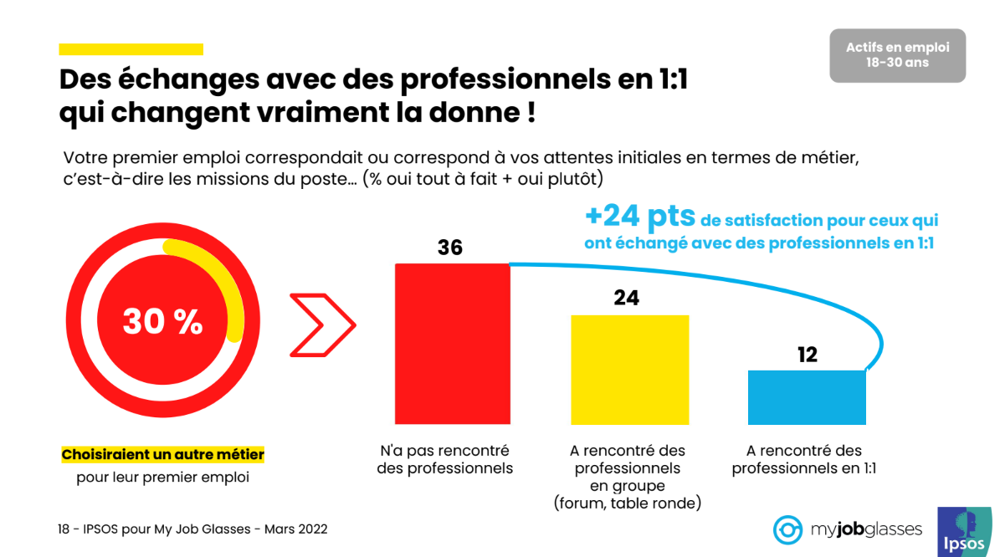 Actifs en emploi
18-30 ans
Des échanges avec des professionnels en 1:1
qui changent vraiment la donne !
Votre premier emploi correspondait ou correspond à vos attentes initiales en termes de métier,
c’est-à-dire les missions du poste… (% oui tout à fait + oui plutôt)
+24 pts de satisfaction pour ceux qui
ont échangé avec des professionnels en 1:1
30 %
36
24
12
Choisiraient un autre métier
pour leur premier emploi
N'a pas rencontré
des professionnels
A rencontré des
professionnels
en groupe
(forum, table ronde)
A rencontré des
professionnels en 1:1
18 - IPSOS pour My Job Glasses - Mars 2022
myjobglasses
Ipsos